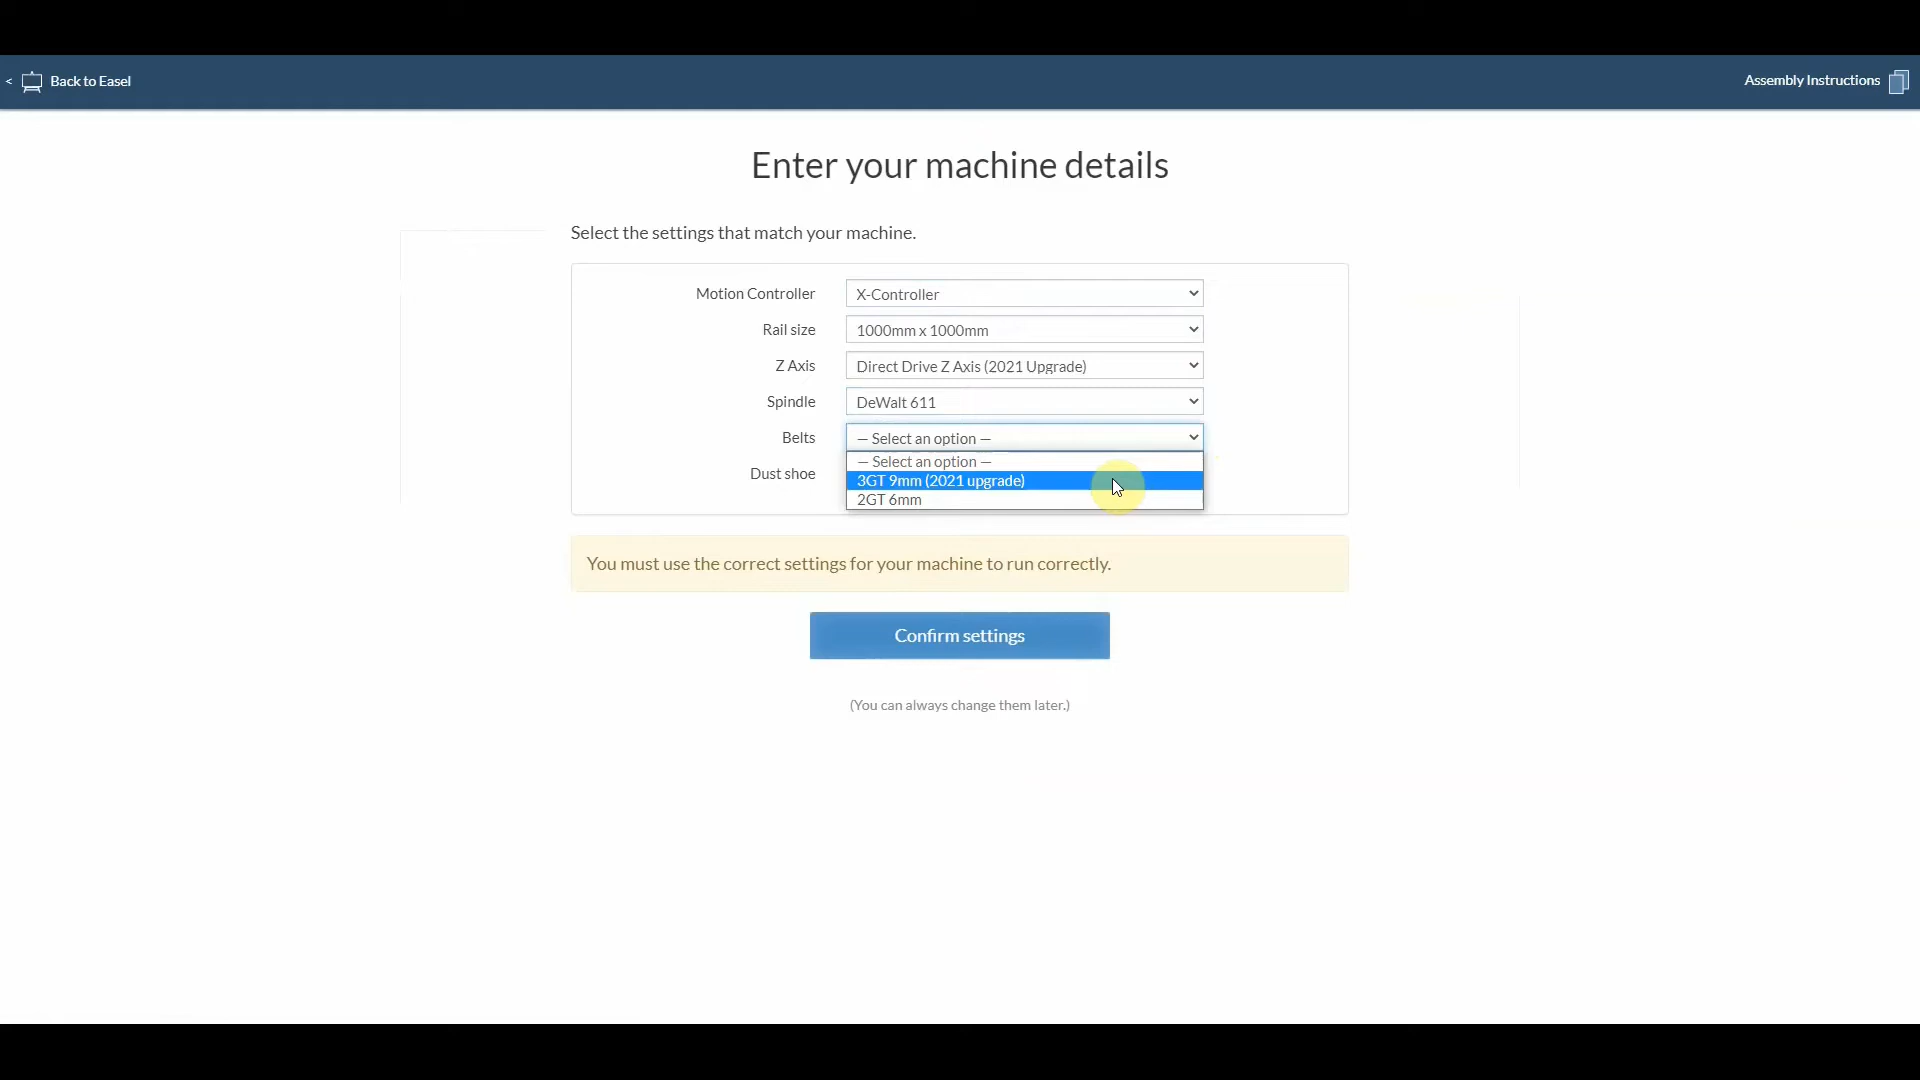 < Back to Easel
Assembly Instructions
Enter your machine details
Select the settings that match your machine.
Motion Controller X-Controller
Rail size 1000mm x 1000mm
Z Axis Direct Drive Z Axis (2021 Upgrade)
Spindle DeWalt 611
Belts — Select an option —
— Select an option —
Dust shoe 3GT 9mm (2021 upgrade)
2GT 6mm
You must use the correct settings for your machine to run correctly.
Confirm settings
(You can always change them later.)